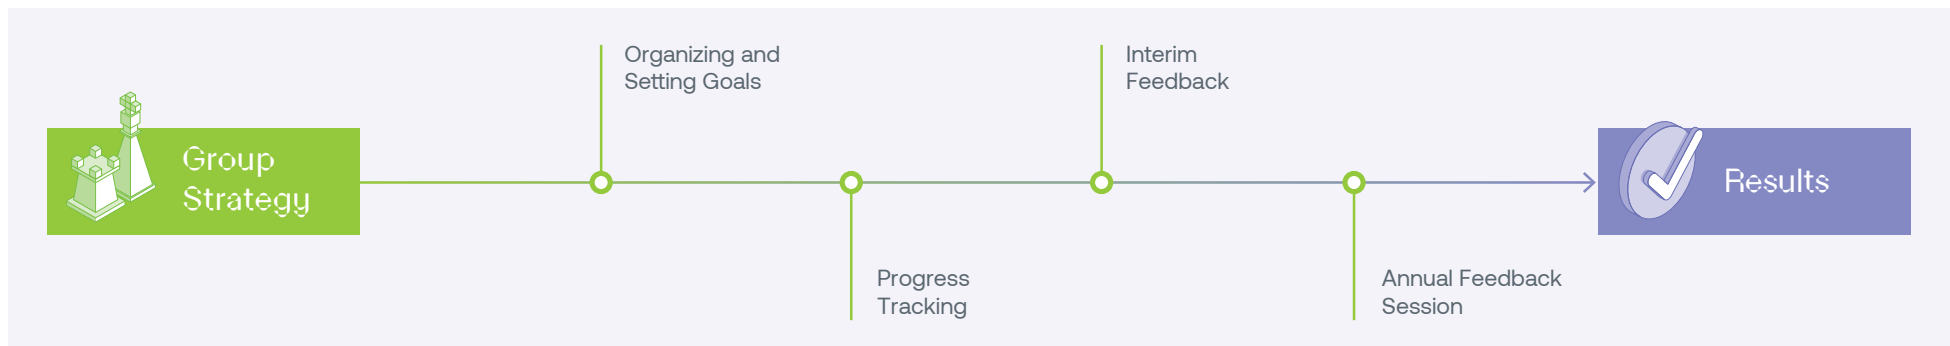 Group
Strategy
Organizing and
Setting Goals
Progress
Tracking
Interim
Feedback
Annual Feedback
Session
Results